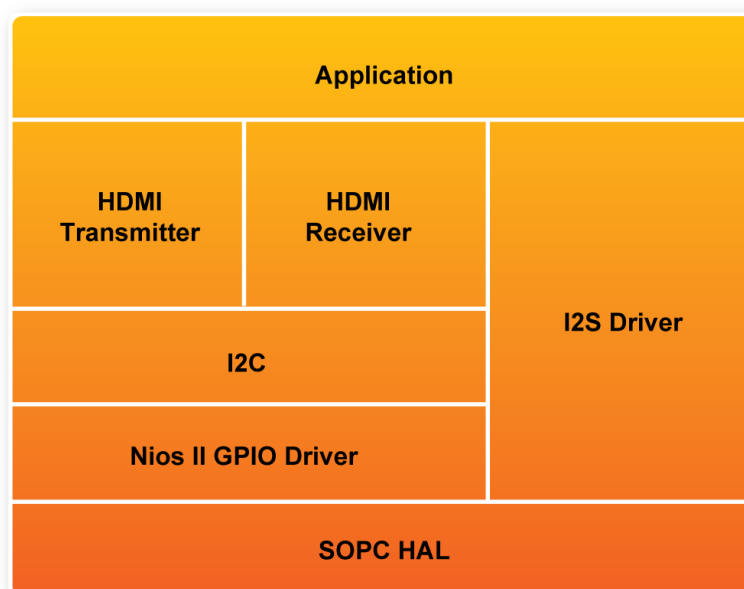 Application
HDMI
Transmitter
HDMI
Receiver
I2S Driver
I2C
Nios II GPIO Driver
SOPC HAL